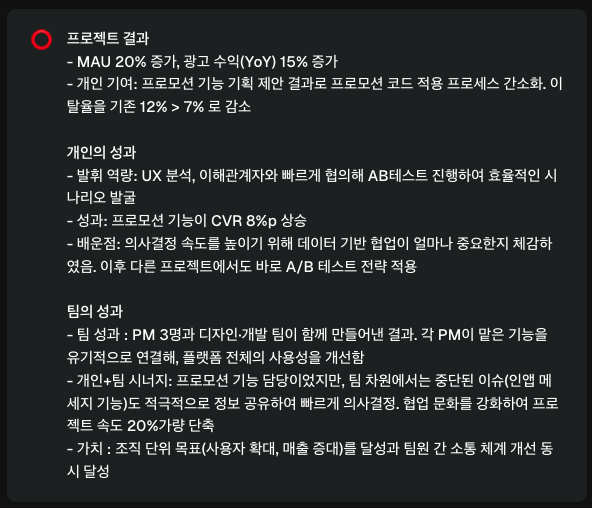 프로젝트 결과
- MAU 20% 증가, 광고 수익(YoY) 15% 증가
- 개인 기여: 프로모션 기능 기획 제안 결과로 프로모션 코드 적용 프로세스 간소화. 이
탈율을 기존 12% > 7% 로 감소
개인의 성과
- 발휘 역량: UX 분석, 이해관계자와 빠르게 협의해 AB테스트 진행하여 효율적인 시
나리오 발굴
- 성과: 프로모션 기능이 CVR 8%p 상승
- 배운점: 의사결정 속도를 높이기 위해 데이터 기반 협업이 얼마나 중요한지 체감하
였음. 이후 다른 프로젝트에서도 바로 A/B 테스트 전략 적용
팀의 성과
- 팀 성과 : PM 3명과 디자인·개발 팀이 함께 만들어낸 결과. 각 PM이 맡은 기능을
유기적으로 연결해, 플랫폼 전체의 사용성을 개선함
- 개인+팀 시너지: 프로모션 기능 담당이었지만, 팀 차원에서는 중단된 이슈(인앱 메
세지 기능)도 적극적으로 정보 공유하여 빠르게 의사결정. 협업 문화를 강화하여 프로
젝트 속도 20%가량 단축
- 가치 : 조직 단위 목표(사용자 확대, 매출 증대)를 달성과 팀원 간 소통 체계 개선 동
시 달성